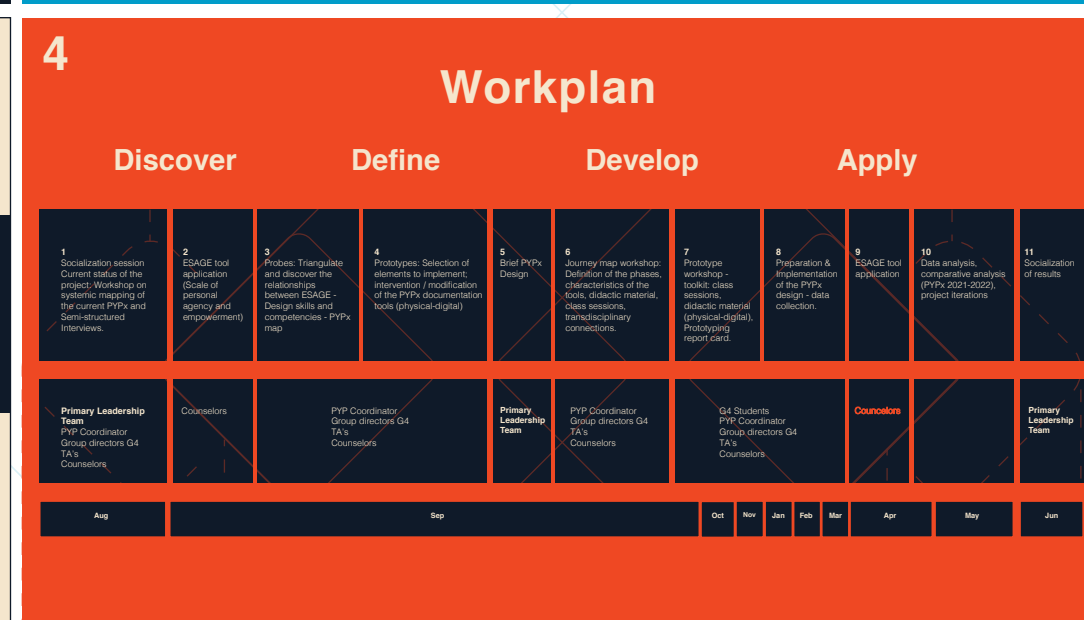 4
Workplan
Discover
Define
Develop
Apply
1
Socialization session
Current status of the
project: Workshop on
systemic mapping of
the current PYPx and
Semi-structured
Interviews.
2
ESAGE tool
application
(Scale of
personal
agency and
empowerment)
3
Probes: Triangulate
and discover the
relationships
between ESAGE -
Design skills and
competencies - PYPx
map
4
Prototypes: Selection of
elements to implement;
intervention / modification
of the PYPx documentation
tools (physical-digital)
5
Brief PYPx
Design
6
Journey map workshop:
Definition of the phases,
characteristics of the
tools, didactic material,
class sessions,
transdisciplinary
connections.
7
Prototype
workshop -
toolkit: class
sessions,
didactic material
(physical-digital),
Prototyping
report card.
8
Preparation &
Implementation
of the PYPx
design - data
collection.
9
ESAGE tool
application
10
Data analysis,
comparative analysis
(PYPx 2021-2022),
project iterations
11
Socialization
of results
Primary Leadership
Team
PYP Coordinator
Group directors G4
TA's
Counselors
Counselors
PYP Coordinator
Group directors G4
TA's
Counselors
Primary
Leadership
Team
PYP Coordinator
Group directors G4
TA's
Counselors
G4 Students
PYP Coordinator
Group directors G4
TA's
Counselors
Councelors
Primary
Leadership
Team
Aug
Sep
Oct
Nov
Jan
Feb
Mar
Apr
May
Jun